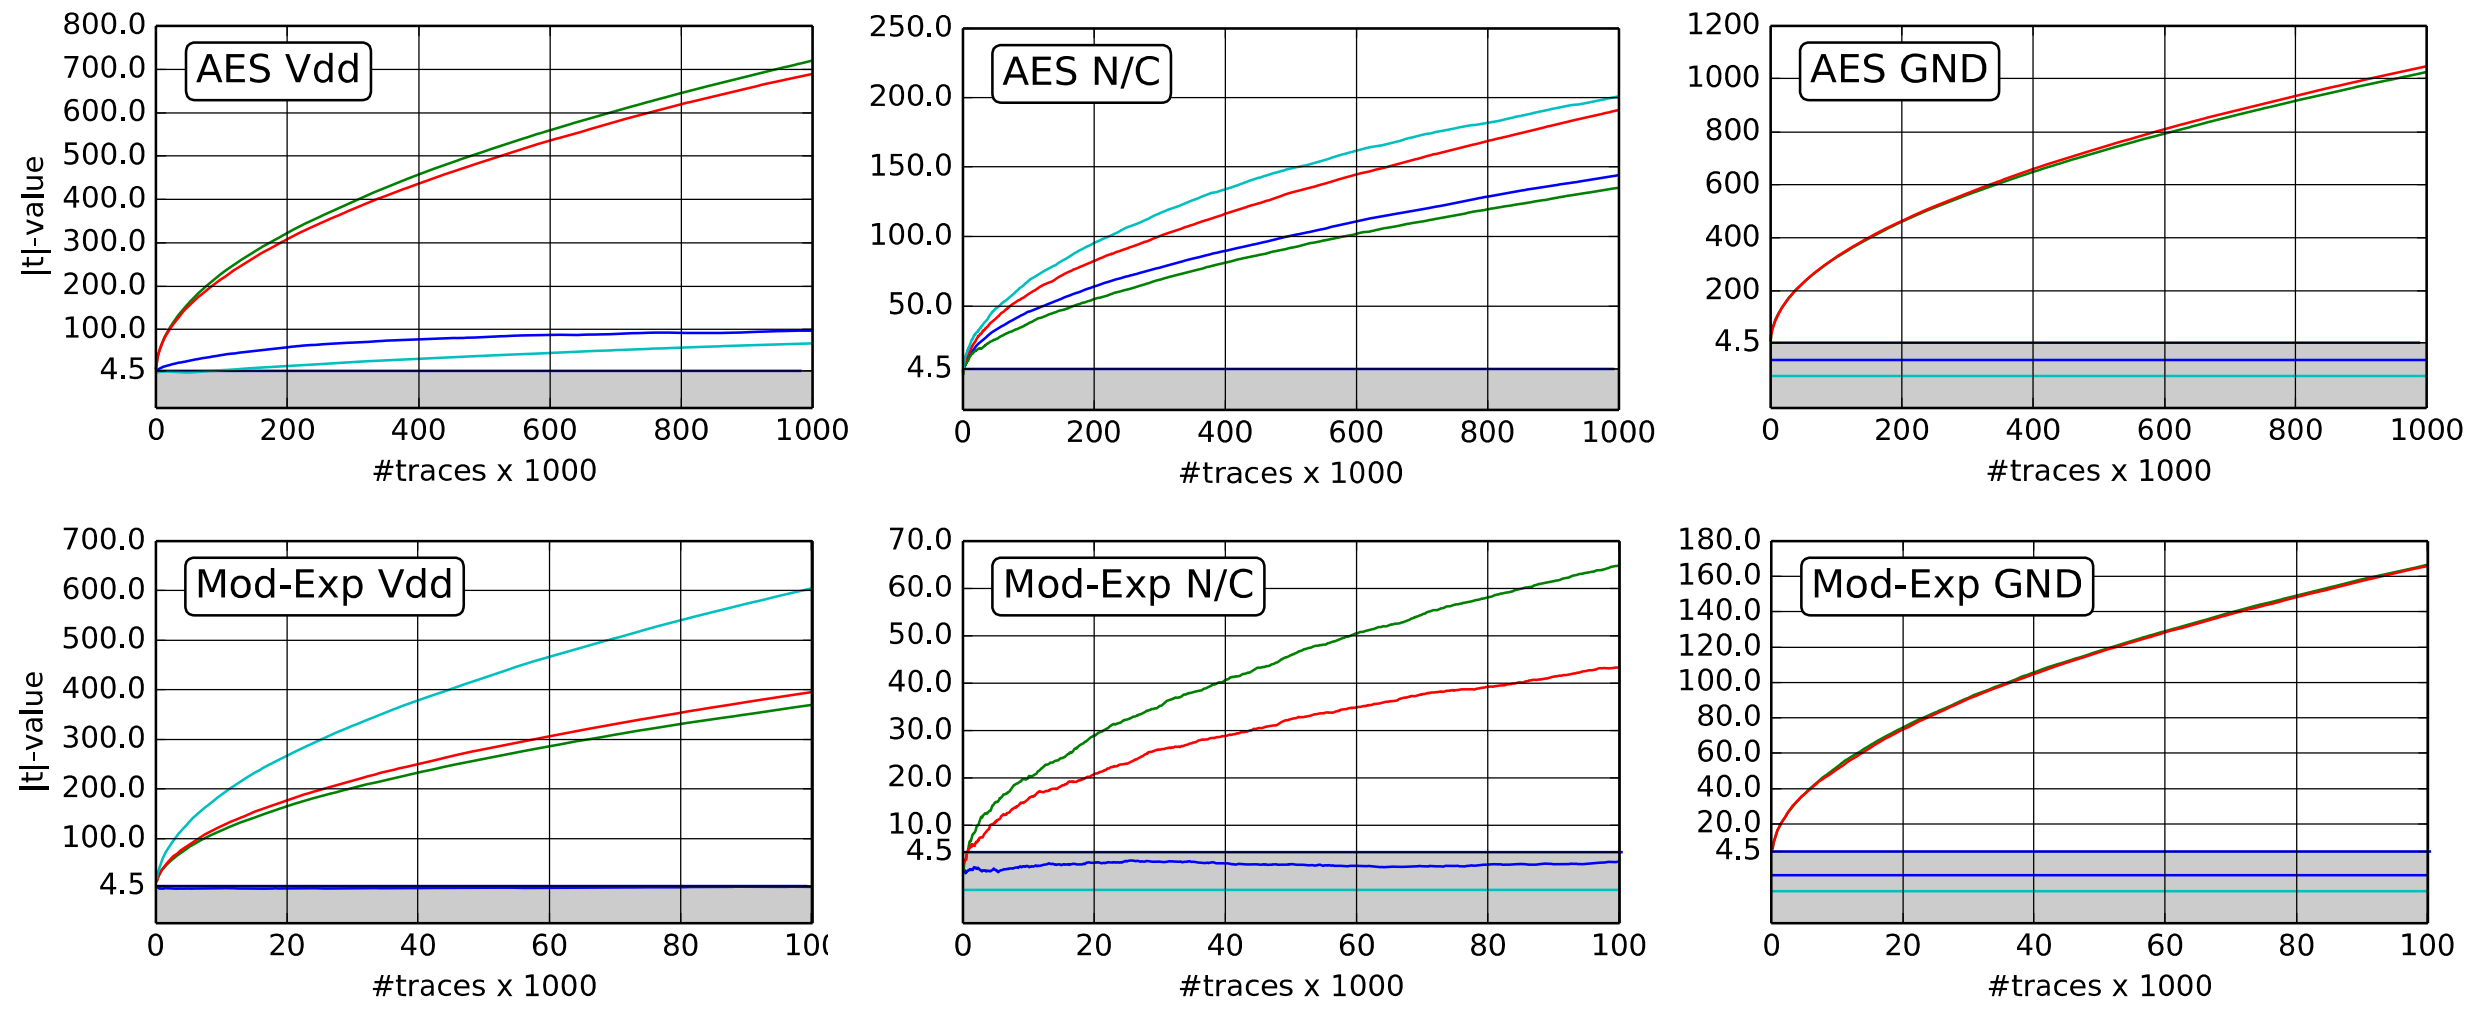 AES Vdd
|t|-value
800.0
700.0
600.0
500.0
400.0
300.0
200.0
100.0
4.5
0 200 400 600 800 1000
#traces x 1000
AES N/C
250.0
200.0
150.0
100.0
50.0
4.5
0 200 400 600 800 1000
#traces x 1000
AES GND
1200
1000
800
600
400
200
4.5
0 200 400 600 800 1000
#traces x 1000
Mod-Exp Vdd
|t|-value
700.0
600.0
500.0
400.0
300.0
200.0
100.0
4.5
0 20 40 60 80 100
#traces x 1000
Mod-Exp N/C
70.0
60.0
50.0
40.0
30.0
20.0
10.0
4.5
0 20 40 60 80 100
#traces x 1000
Mod-Exp GND
180.0
160.0
140.0
120.0
100.0
80.0
60.0
40.0
20.0
4.5
0 20 40 60 80 100
#traces x 1000